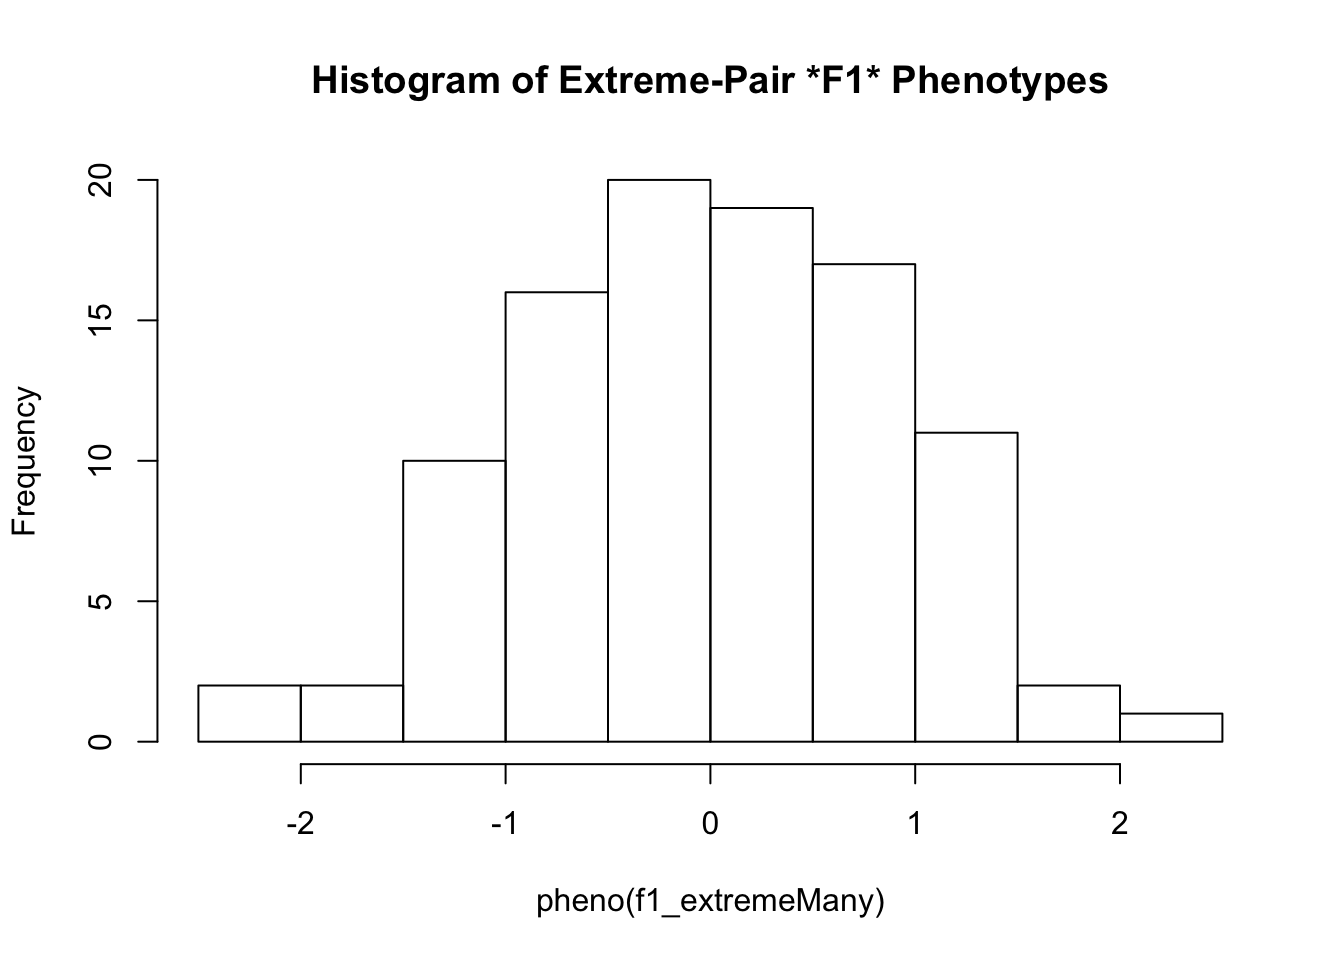 Histogram of Extreme-Pair *F1* Phenotypes
20
15
10
5
0
Frequency
-2 -1 0 1 2
pheno(f1_extremeMany)